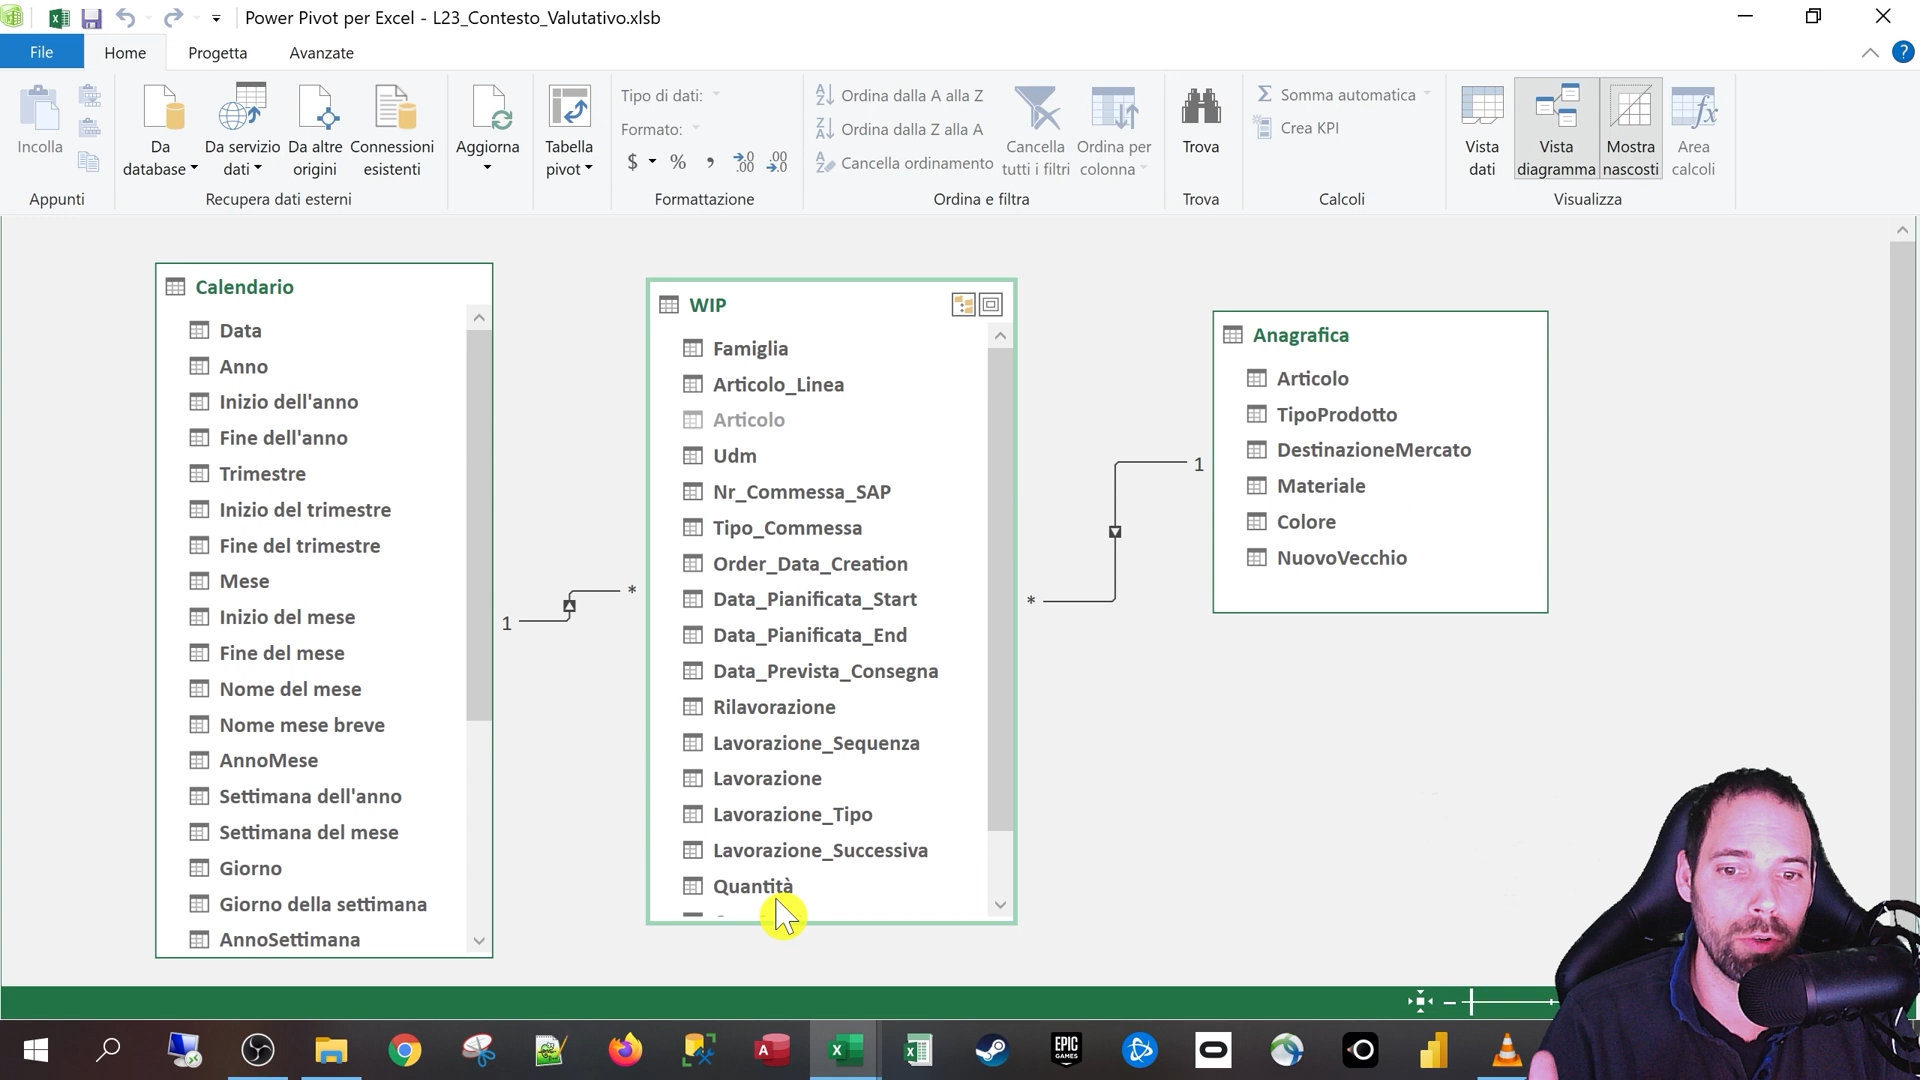 Power Pivot per Excel - L23_Contesto_Valutativo.xlsb
File
Home
Progetta
Avanzate
?
Incolla
Appunti
Da database
Da servizio dati
Da altre origini
Connessioni esistenti
Recupera dati esterni
Aggiorna
Tabella pivot
Tipo di dati:
Formato:
$ % , .00 .00
Formattazione
Ordina dalla A alla Z
Ordina dalla Z alla A
Cancella ordinamento
Cancella tutti i filtri
Ordina per colonna
Ordina e filtra
Trova
Trova
Somma automatica
Crea KPI
Calcoli
Vista dati
Vista diagramma
Mostra nascosti
Area calcoli
Visualizza
Calendario
Data
Anno
Inizio dell'anno
Fine dell'anno
Trimestre
Inizio del trimestre
Fine del trimestre
Mese
Inizio del mese
Fine del mese
Nome del mese
Nome mese breve
AnnoMese
Settimana dell'anno
Settimana del mese
Giorno
Giorno della settimana
AnnoSettimana
1
*
WIP
Famiglia
Articolo_Linea
Articolo
Udm
Nr_Commessa_SAP
Tipo_Commessa
Order_Data_Creation
Data_Pianificata_Start
Data_Pianificata_End
Data_Prevista_Consegna
Rilavorazione
Lavorazione_Sequenza
Lavorazione
Lavorazione_Tipo
Lavorazione_Successiva
Quantità
*
1
Anagrafica
Articolo
TipoProdotto
DestinazioneMercato
Materiale
Colore
NuovoVecchio
EPIC GAMES